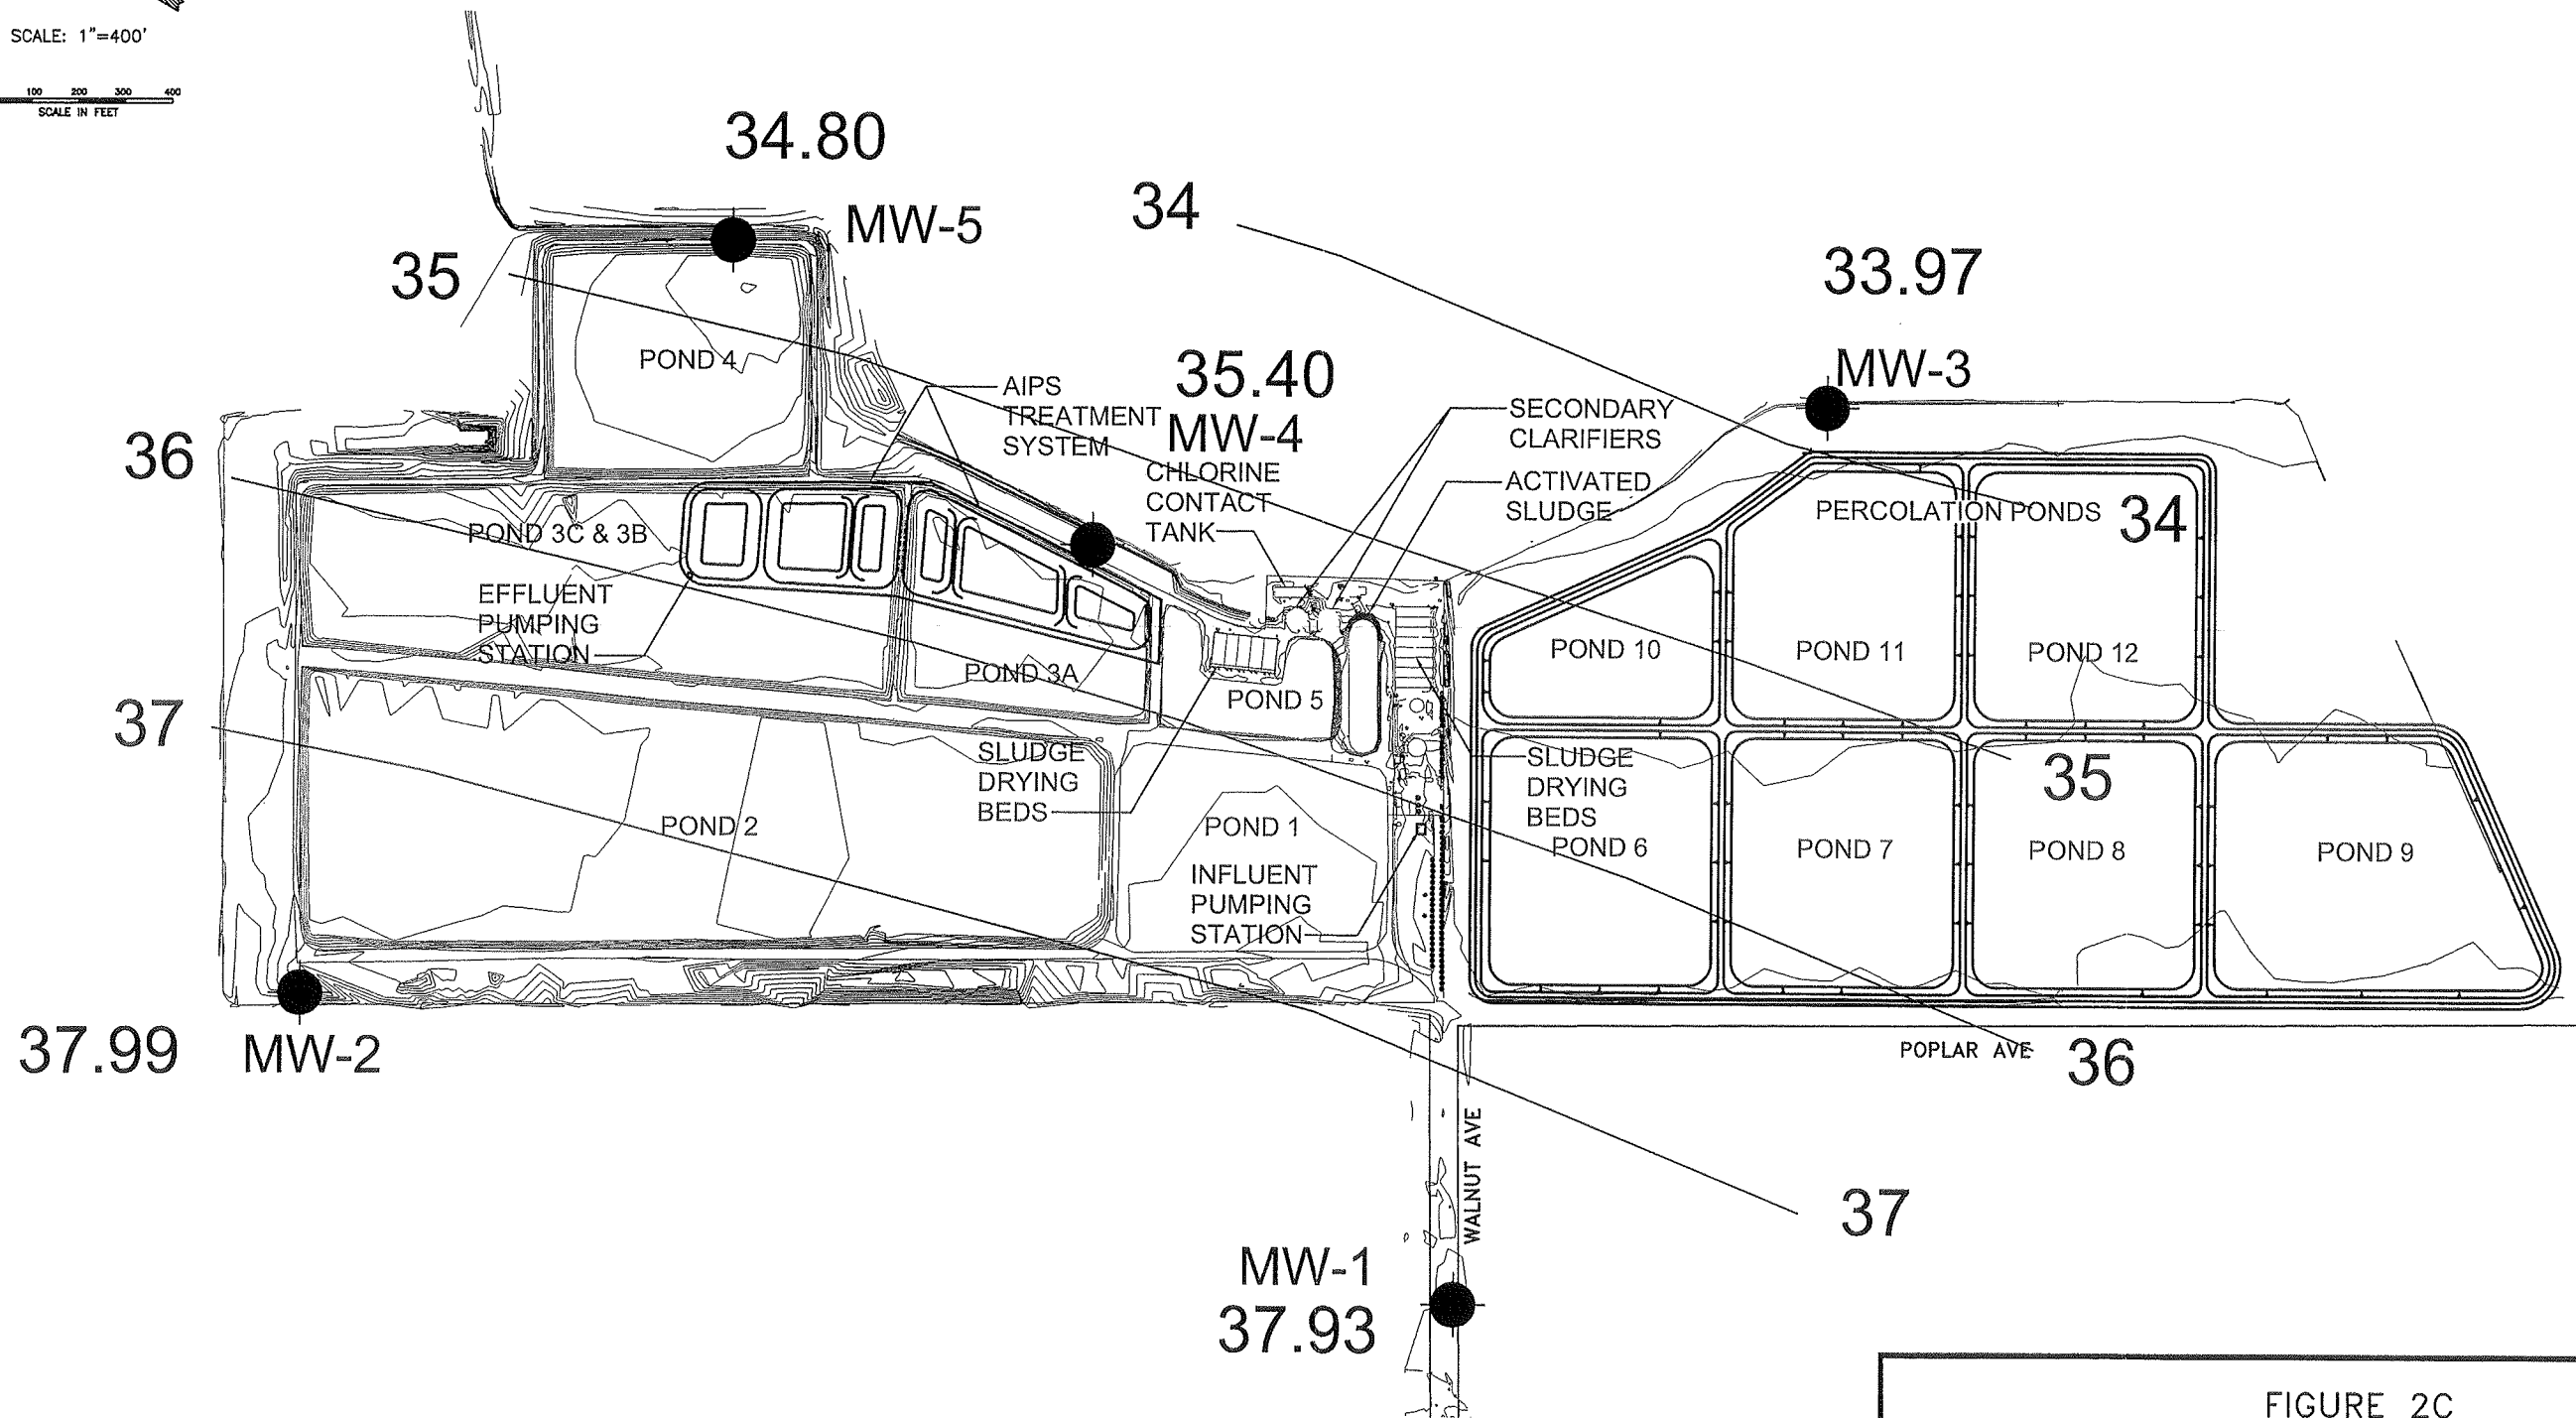 SCALE: 1"=400'
100 200 300 400
SCALE IN FEET
34.80
MW-5
34
35
33.97
MW-3
35.40
MW-4
POND 4
AIPS
TREATMENT
SYSTEM
SECONDARY
CLARIFIERS
36
CHLORINE
CONTACT
TANK
ACTIVATED
SLUDGE
PERCOLATION PONDS
34
POND 3C & 3B
EFFLUENT
PUMPING
STATION
POND 3A
POND 5
POND 10
POND 11
POND 12
37
SLUDGE
DRYING
BEDS
SLUDGE
DRYING
BEDS
35
POND 2
POND 1
POND 6
POND 7
POND 8
POND 9
INFLUENT
PUMPING
STATION
37.99
MW-2
POPLAR AVE
36
WALNUT AVE
37
MW-1
37.93
FIGURE 2C